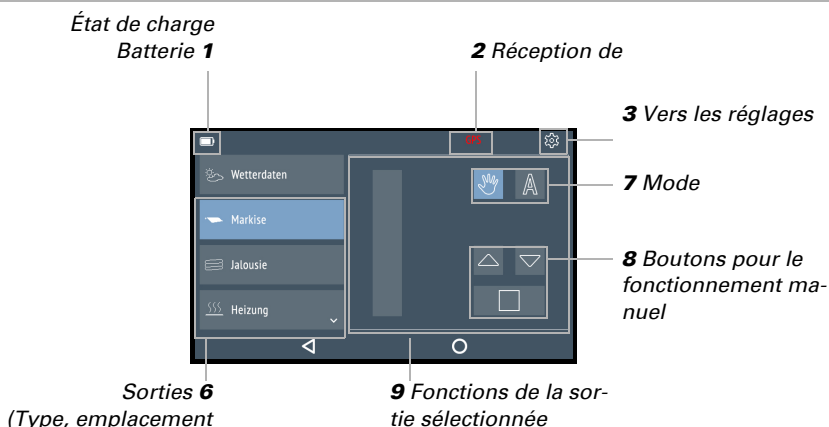 État de charge
Batterie 1
2 Réception de
3 Vers les réglages
Wetterdaten
7 Mode
A
Markise
8 Boutons pour le
fonctionnement ma-
nuel
Jalousie
Heizung
Sorties 6
(Type, emplacement
9 Fonctions de la sor-
tie sélectionnée